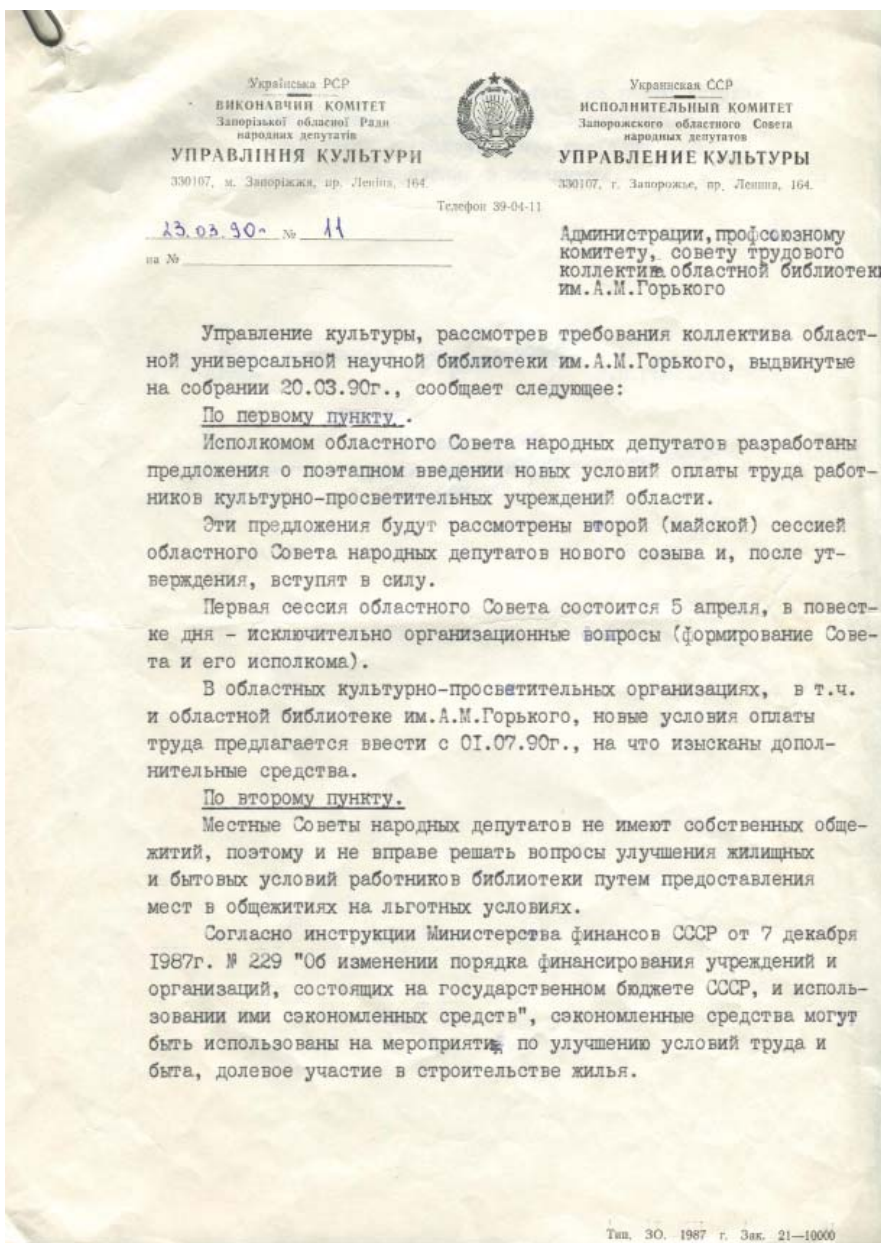 Українська РСР
ВИКОНАВЧИЙ КОМІТЕТ
Запорізької обласної Ради
народних депутатів
УПРАВЛІННЯ КУЛЬТУРИ
330107, м. Запоріжжя, пр. Леніна, 164.
Украинская ССР
ИСПОЛНИТЕЛЬНЫЙ КОМИТЕТ
Запорожского областного Совета
народных депутатов
УПРАВЛЕНИЕ КУЛЬТУРЫ
330107, г. Запорожье, пр. Ленина, 164.
Телефон 39-04-11
23.03.90г № 11
на №
Администрации, профсоюзному
комитету, совету трудового
коллектива областной библиотеки
им.А.М.Горького
Управление культуры, рассмотрев требования коллектива област-
ной универсальной научной библиотеки им.А.М.Горького, выдвинутые
на собрании 20.03.90г., сообщает следующее:
По первому пункту.
Исполкомом областного Совета народных депутатов разработаны
предложения о поэтапном введении новых условий оплаты труда работ-
ников культурно-просветительных учреждений области.
Эти предложения будут рассмотрены второй (майской) сессией
областного Совета народных депутатов нового созыва и, после ут-
верждения, вступят в силу.
Первая сессия областного Совета состоится 5 апреля, в повест-
ке дня - исключительно организационные вопросы (формирование Сове-
та и его исполкома).
В областных культурно-просветительных организациях, в т.ч.
и областной библиотеке им.А.М.Горького, новые условия оплаты
труда предлагается ввести с 01.07.90г., на что изысканы допол-
нительные средства.
По второму пункту.
Местные Советы народных депутатов не имеют собственных обще-
житий, поэтому и не вправе решать вопросы улучшения жилищных
и бытовых условий работников библиотеки путем предоставления
мест в общежитиях на льготных условиях.
Согласно инструкции Министерства финансов СССР от 7 декабря
1987г. № 229 "Об изменении порядка финансирования учреждений и
организаций, состоящих на государственном бюджете СССР, и исполь-
зовании ими сэкономленных средств", сэкономленные средства могут
быть использованы на мероприятия по улучшению условий труда и
быта, долевое участие в строительстве жилья.
Тип. ЗО. 1987 г. Зак. 21—10000